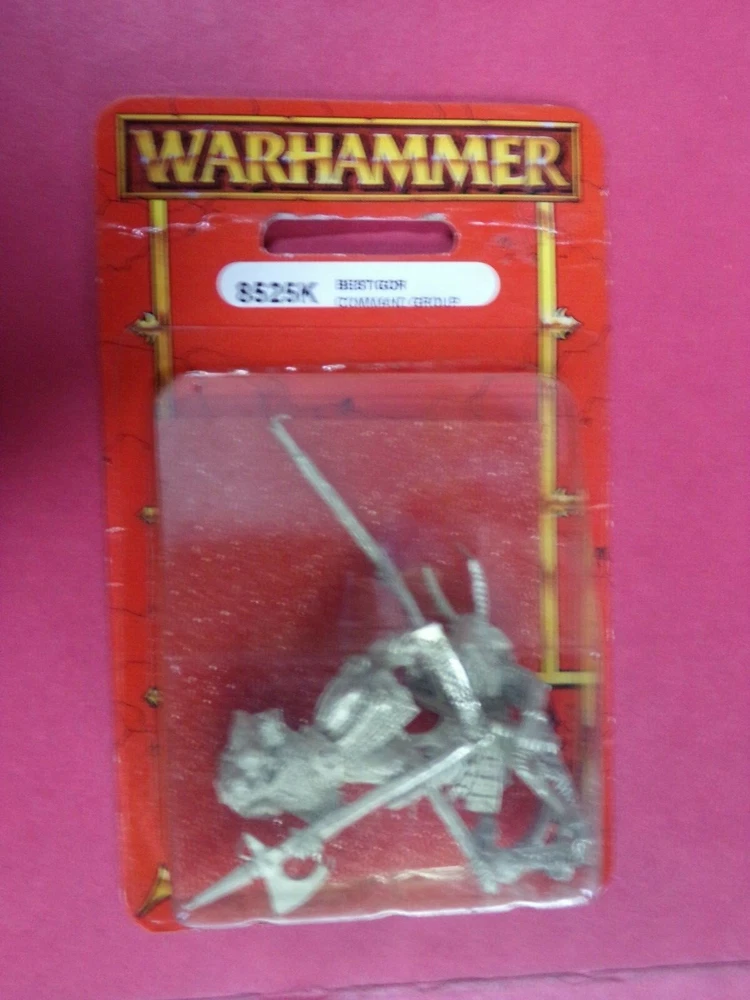 WARHAMMER
8525K
BESTIGOR
COMMAND GROUP